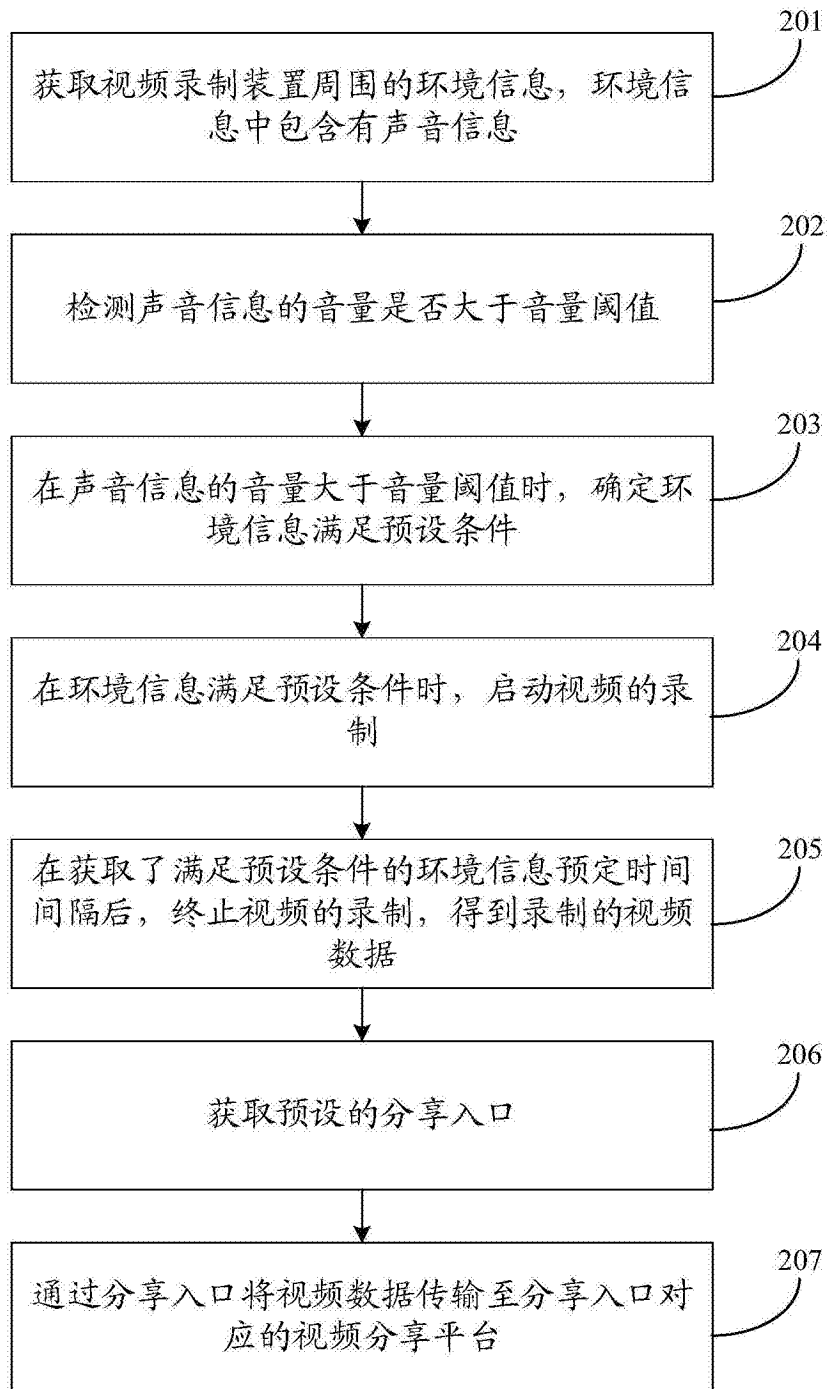 201
获取视频录制装置周围的环境信息，环境信
息中包含有声音信息
202
检测声音信息的音量是否大于音量阈值
203
在声音信息的音量大于音量阈值时，确定环
境信息满足预设条件
204
在环境信息满足预设条件时，启动视频的录
制
205
在获取了满足预设条件的环境信息预定时间
间隔后，终止视频的录制，得到录制的视频
数据
206
获取预设的分享入口
207
通过分享入口将视频数据传输至分享入口对
应的视频分享平台